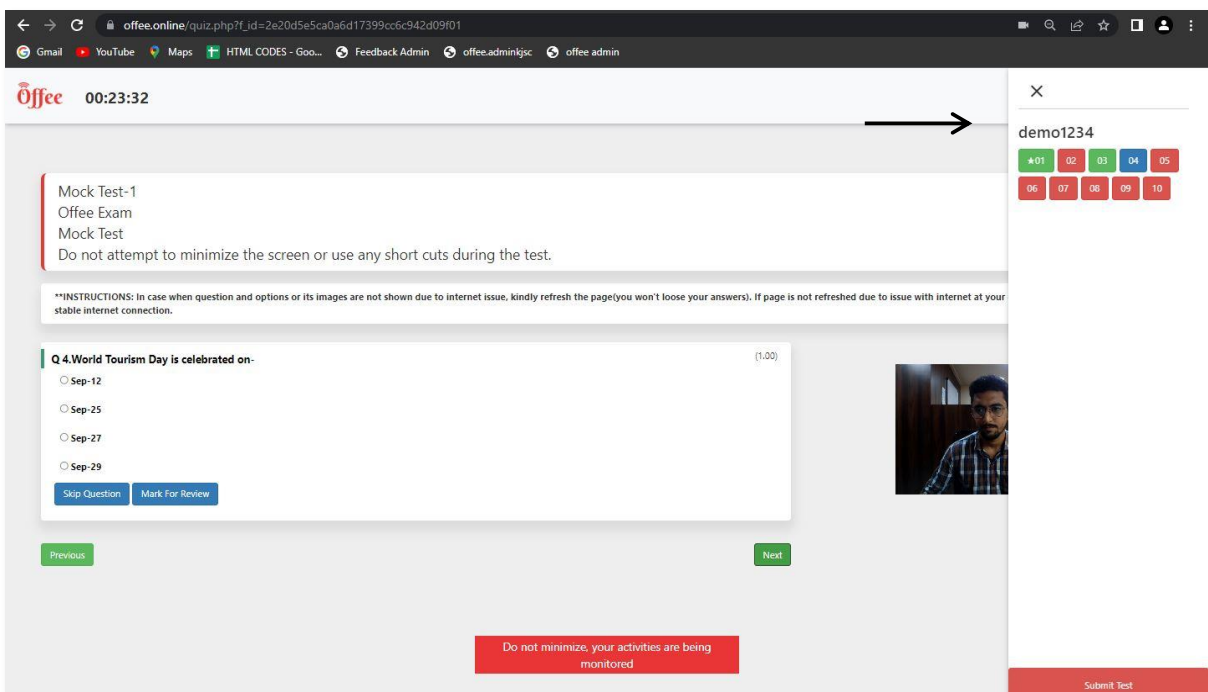 offee.online/quiz.php?f_id=2e20d5e5ca0a6d17399cc6c942d09f01
Gmail YouTube Maps HTML CODES - Goo... Feedback Admin offee.adminkjsc offee admin
Offee 00:23:32
demo1234
★01 02 03 04 05
06 07 08 09 10
Mock Test-1
Offee Exam
Mock Test
Do not attempt to minimize the screen or use any short cuts during the test.
**INSTRUCTIONS: In case when question and options or its images are not shown due to internet issue, kindly refresh the page(you won't loose your answers). If page is not refreshed due to issue with internet at your
stable internet connection.
Q 4.World Tourism Day is celebrated on- (1.00)
Sep-12
Sep-25
Sep-27
Sep-29
Skip Question Mark For Review
Previous Next
Do not minimize, your activities are being
monitored
Submit Test